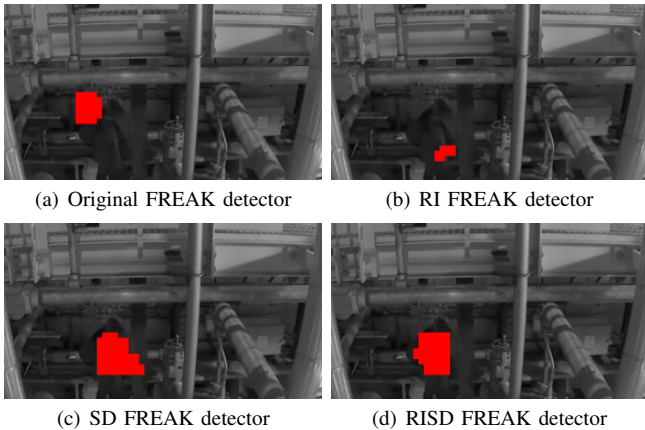 (a) Original FREAK detector
(b) RI FREAK detector
(c) SD FREAK detector
(d) RISD FREAK detector